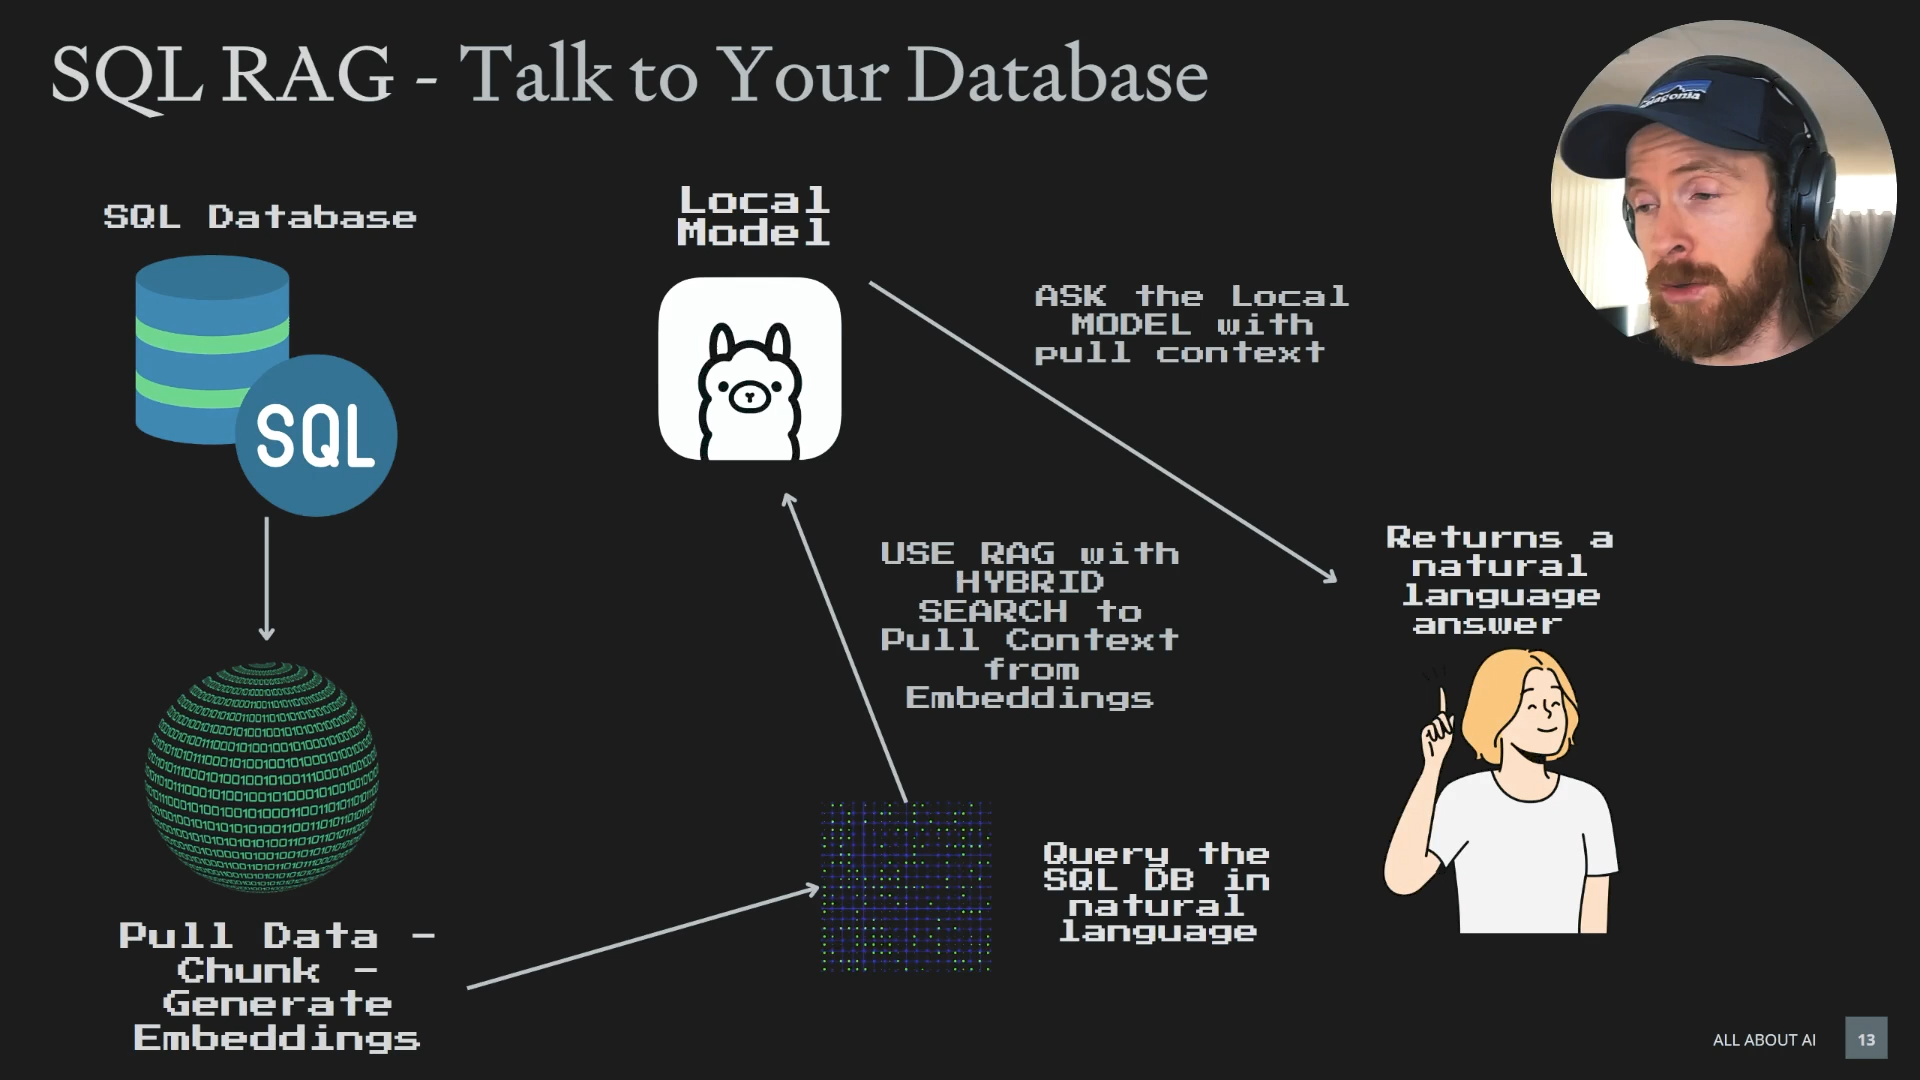 SQL RAG - Talk to Your Database
SQL Database
SQL
Pull Data -
Chunk -
Generate
Embeddings
Local
Model
ASK the Local
MODEL with
pull context
USE RAG with
HYBRID
SEARCH to
Pull Context
from
Embeddings
Query the
SQL DB in
natural
language
Returns a
natural
language
answer
patagonia
ALL ABOUT AI
13